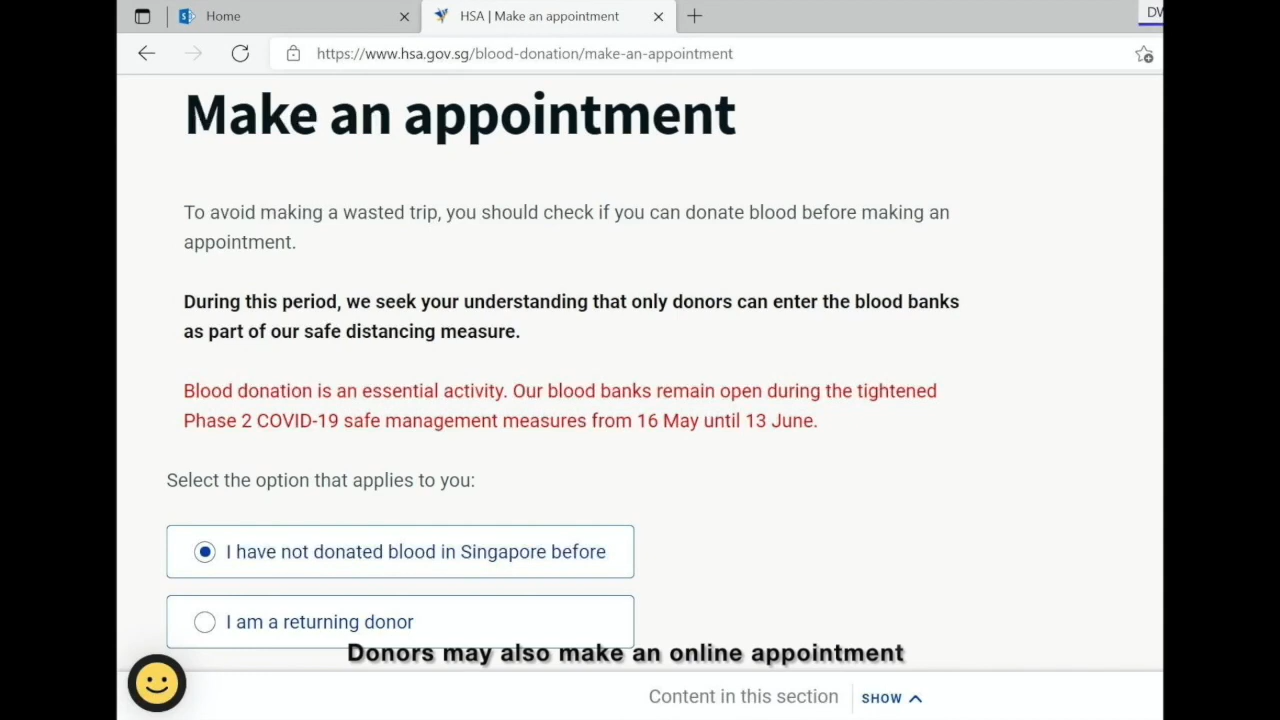 Home
HSA | Make an appointment
DV
https://www.hsa.gov.sg/blood-donation/make-an-appointment
Make an appointment
To avoid making a wasted trip, you should check if you can donate blood before making an
appointment.
During this period, we seek your understanding that only donors can enter the blood banks
as part of our safe distancing measure.
Blood donation is an essential activity. Our blood banks remain open during the tightened
Phase 2 COVID-19 safe management measures from 16 May until 13 June.
Select the option that applies to you:
I have not donated blood in Singapore before
I am a returning donor
Donors may also make an online appointment
Content in this section
SHOW